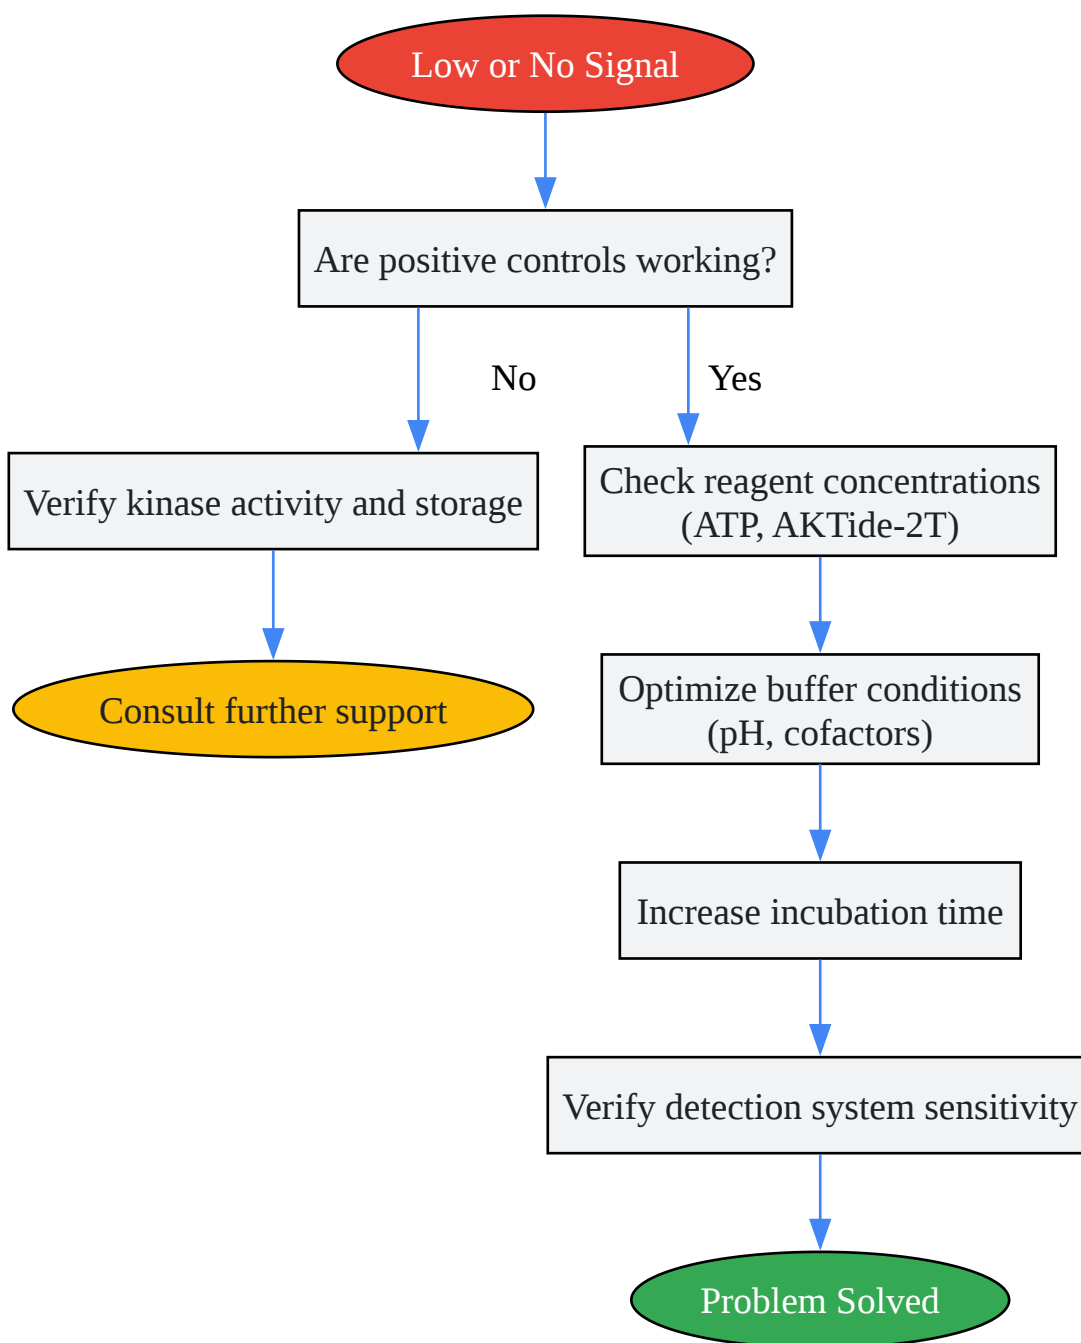 Low or No Signal
Are positive controls working?
No
Yes
Verify kinase activity and storage
Check reagent concentrations
(ATP, AKTide-2T)
Consult further support
Optimize buffer conditions
(pH, cofactors)
Increase incubation time
Verify detection system sensitivity
Problem Solved